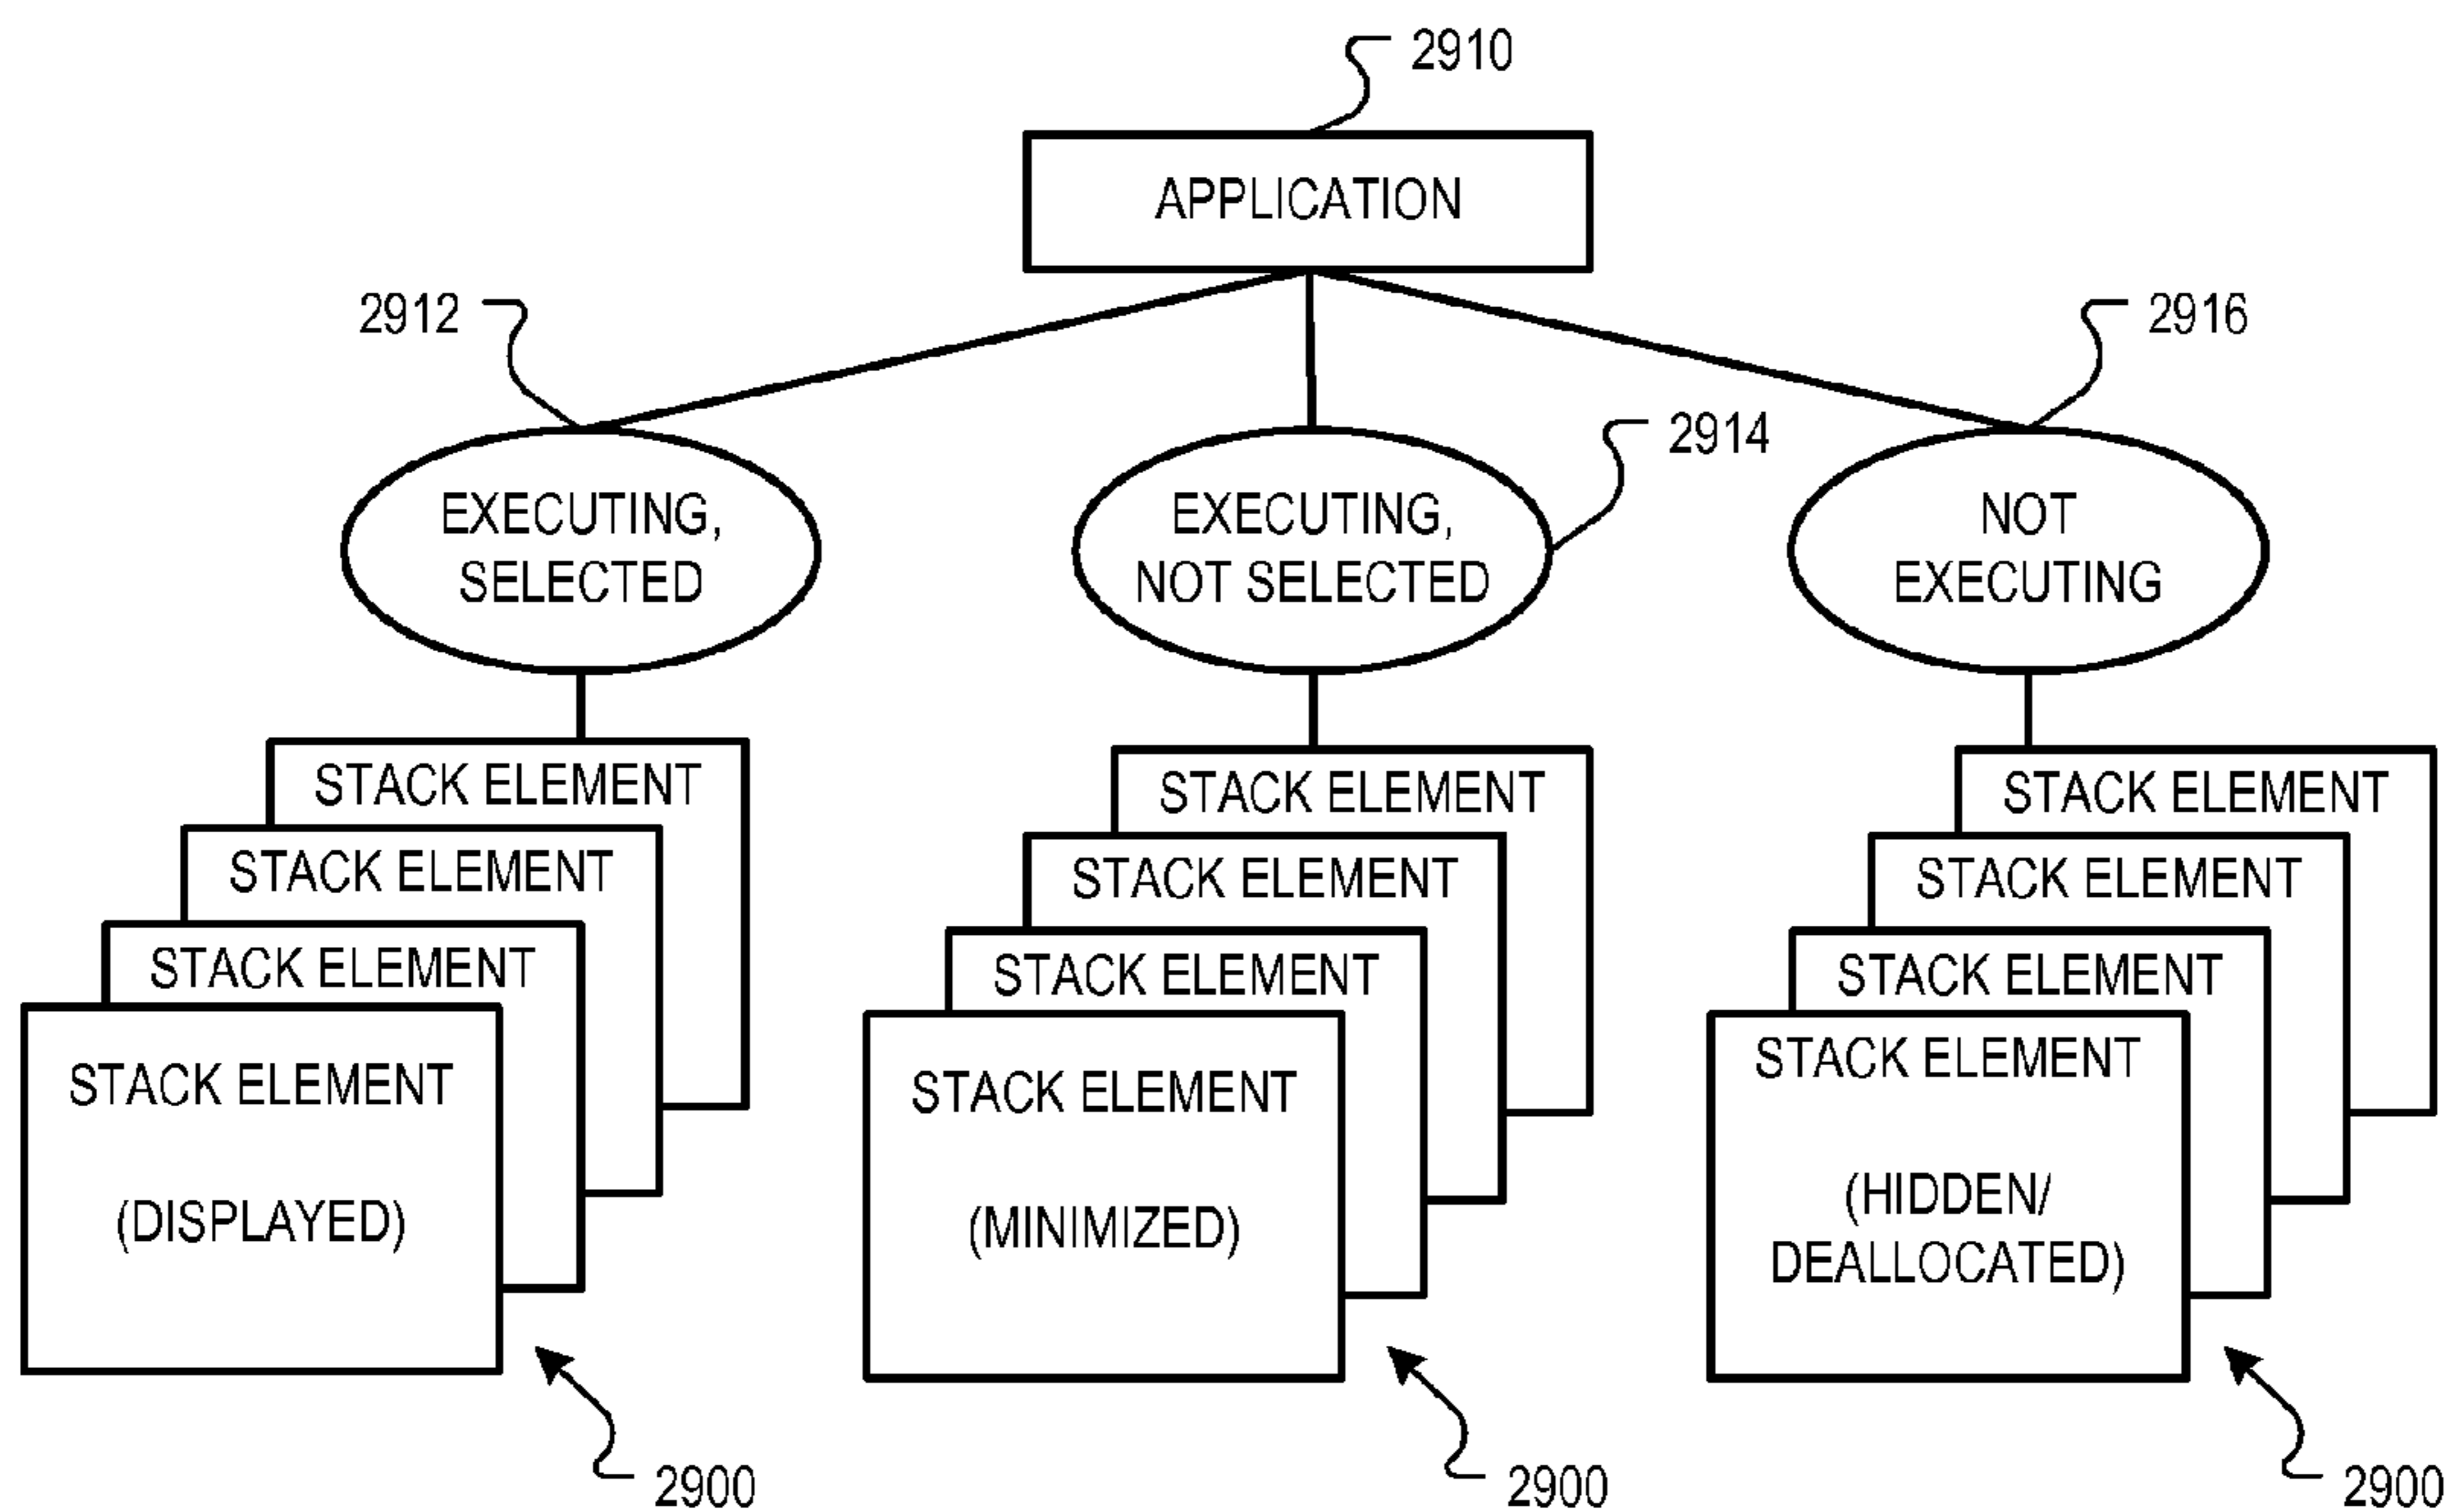 2910
APPLICATION
2912
2916
2914
EXECUTING,
SELECTED
EXECUTING,
NOT SELECTED
NOT
EXECUTING
STACK ELEMENT
STACK ELEMENT
STACK ELEMENT
STACK ELEMENT
(DISPLAYED)
2900
STACK ELEMENT
STACK ELEMENT
STACK ELEMENT
STACK ELEMENT
(MINIMIZED)
2900
STACK ELEMENT
STACK ELEMENT
STACK ELEMENT
STACK ELEMENT
(HIDDEN/
DEALLOCATED)
2900